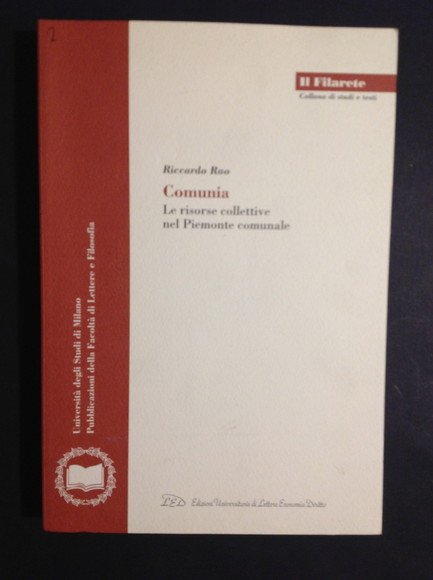 2
Il Filarete
Collana di studi e testi
Riccardo Rao
Comunia
Le risorse collettive
nel Piemonte comunale
Università degli Studi di Milano
Pubblicazioni della Facoltà di Lettere e Filosofia
LED Edizioni Universitarie di Lettere Economia Diritto